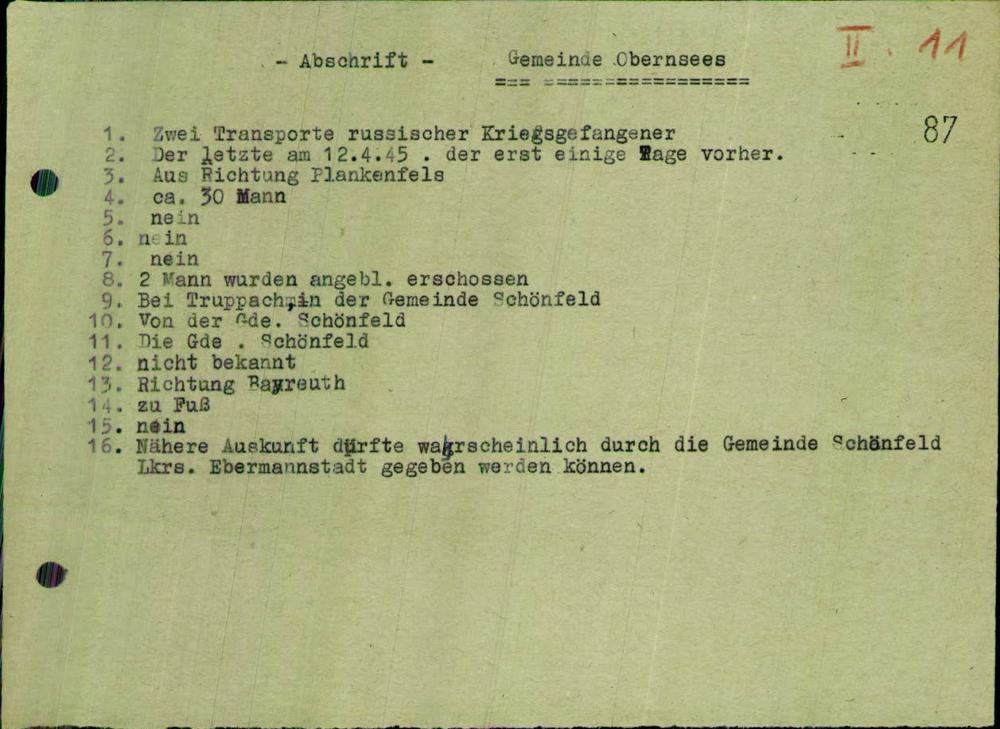 II. 11
- Abschrift - Gemeinde Obernsees
=== ==================
87
1. Zwei Transporte russischer Kriegsgefangener
2. Der letzte am 12.4.45 . der erst einige Tage vorher.
3. Aus Richtung Plankenfels
4. ca. 30 Mann
5. nein
6. nein
7. nein
8. 2 Mann wurden angebl. erschossen
9. Bei Truppach,in der Gemeinde Schönfeld
10. Von der Gde. Schönfeld
11. Die Gde . Schönfeld
12. nicht bekannt
13. Richtung Bayreuth
14. zu Fuß
15. nein
16. Nähere Auskunft dürfte wahrscheinlich durch die Gemeinde Schönfeld
Lkrs. Ebermannstadt gegeben werden können.